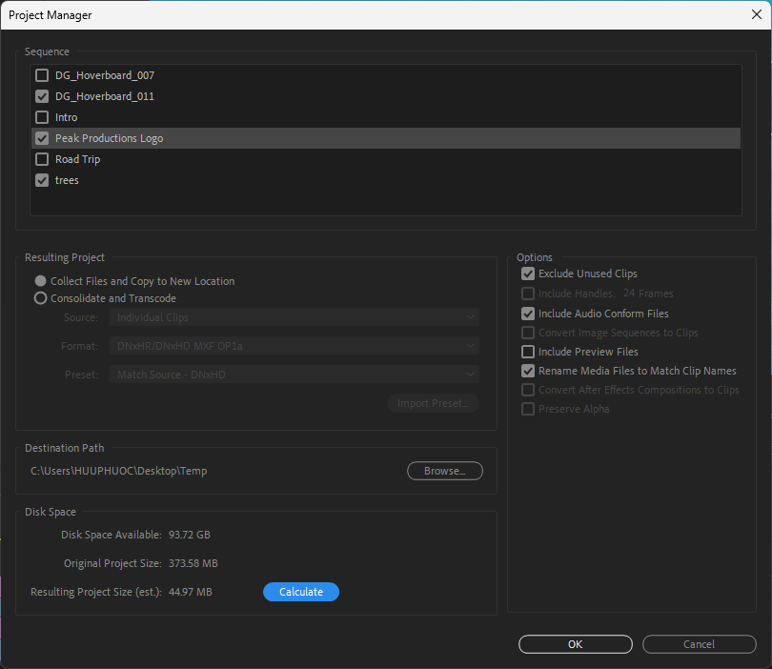 Project Manager
Sequence
DG_Hoverboard_007
DG_Hoverboard_011
Intro
Peak Productions Logo
Road Trip
trees
Resulting Project
Collect Files and Copy to New Location
Consolidate and Transcode
Source: Individual Clips
Format: DNxHR/DNxHD MXF OP1a
Preset: Match Source - DNxHD
Import Preset...
Destination Path
C:\Users\HUUPHUOC\Desktop\Temp
Browse...
Disk Space
Disk Space Available: 93.72 GB
Original Project Size: 373.58 MB
Resulting Project Size (est.): 44.97 MB
Calculate
Options
Exclude Unused Clips
Include Handles: 24 Frames
Include Audio Conform Files
Convert Image Sequences to Clips
Include Preview Files
Rename Media Files to Match Clip Names
Convert After Effects Compositions to Clips
Preserve Alpha
OK
Cancel